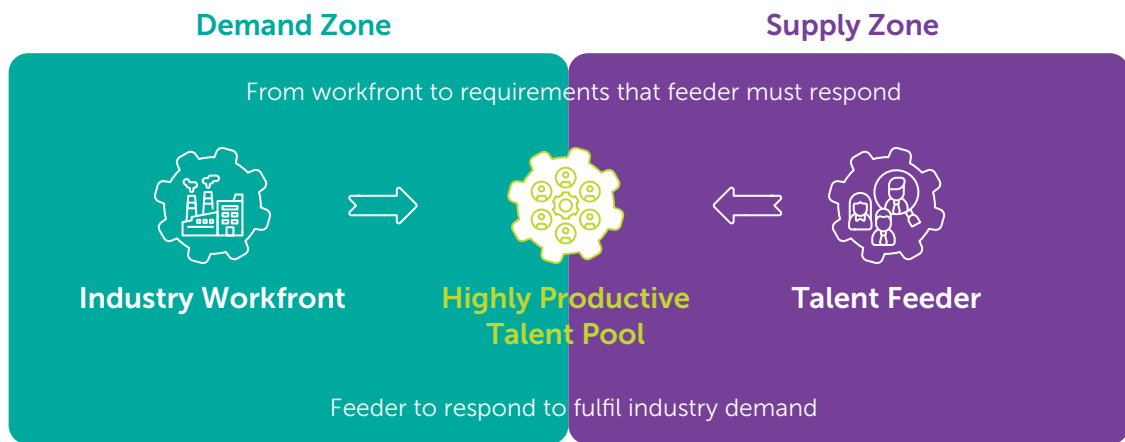 Demand Zone
Supply Zone
From workfront to requirements that feeder must respond
Industry Workfront
Highly Productive
Talent Pool
Talent Feeder
Feeder to respond to fulfil industry demand